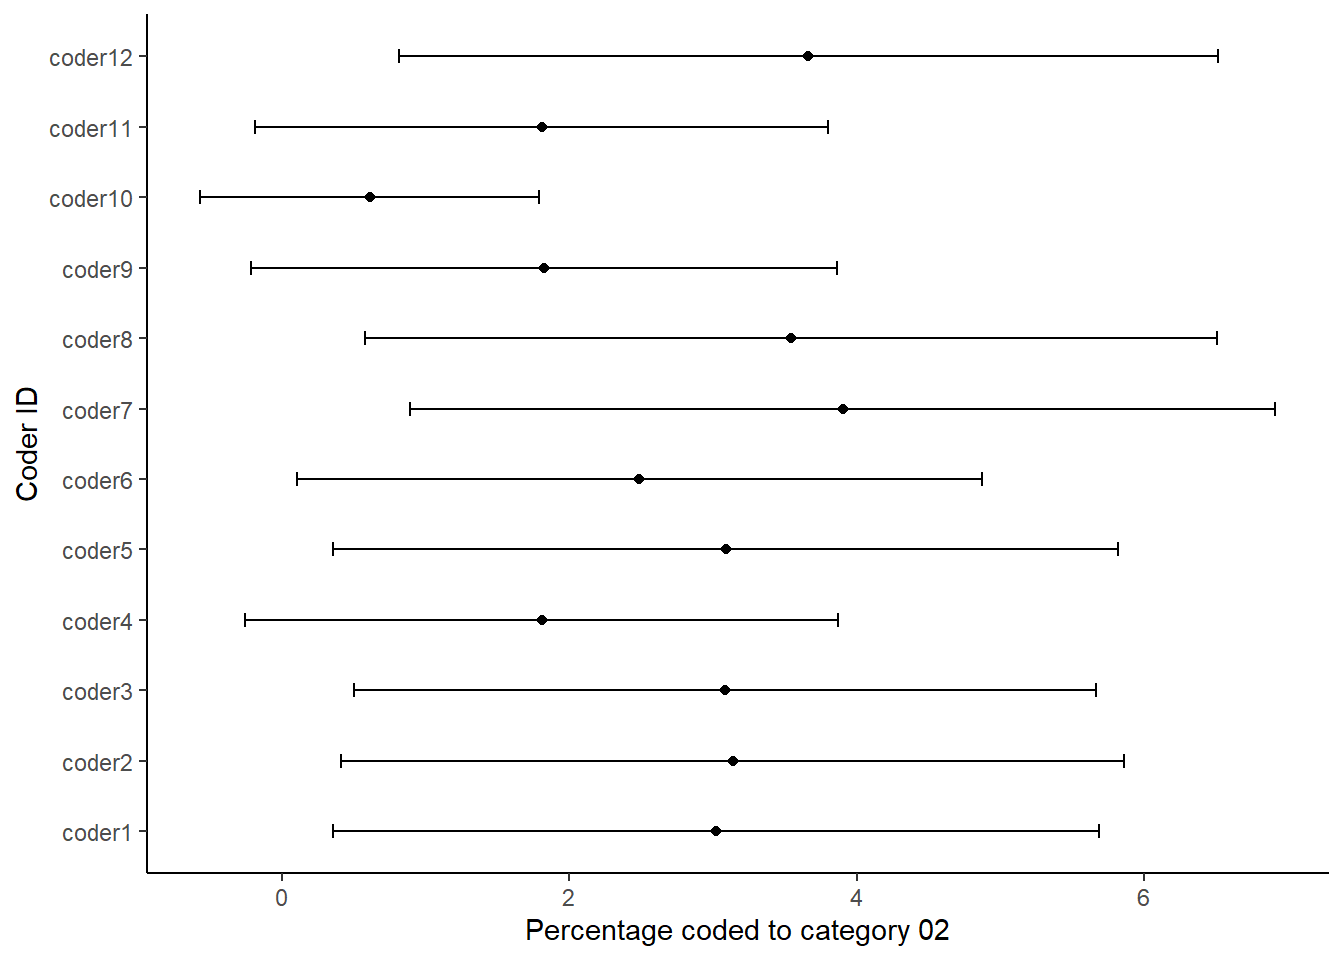 coder12
coder11
coder10
coder9
coder8
coder7
coder6
coder5
coder4
coder3
coder2
coder1
Coder ID
0 2 4 6
Percentage coded to category 02